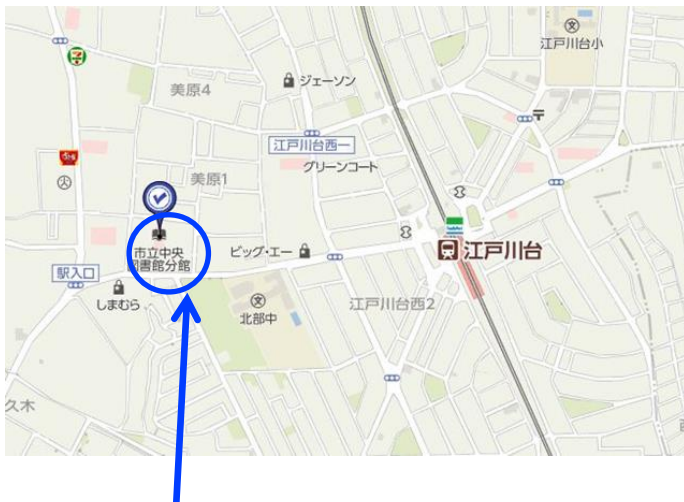 江戸川台小
ジェーソン
美原4
江戸川台西一
グリーンコート
美原1
市立中央
図書館分館
ビッグ・エー
江戸川台
駅入口
しまむら
北部中
江戸川台西2
久木